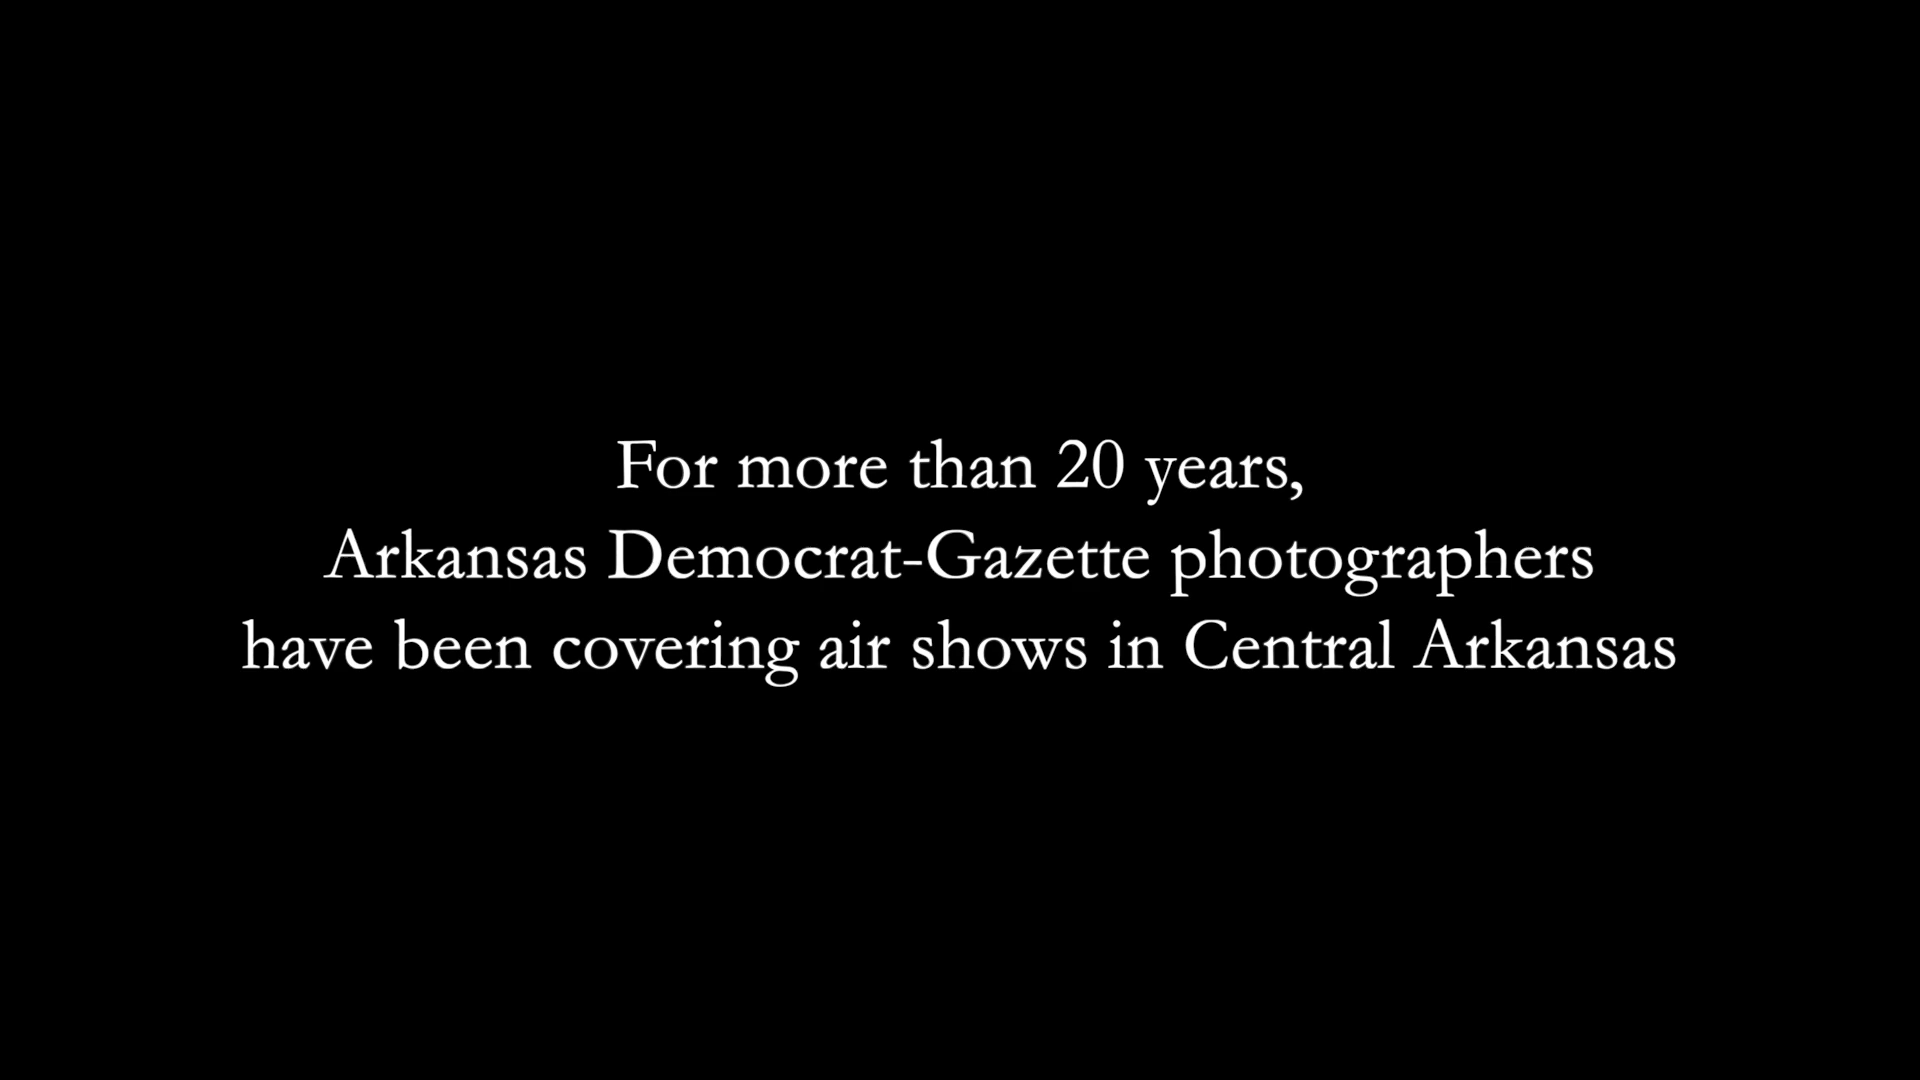 For more than 20 years,
Arkansas Democrat-Gazette photographers
have been covering air shows in Central Arkansas